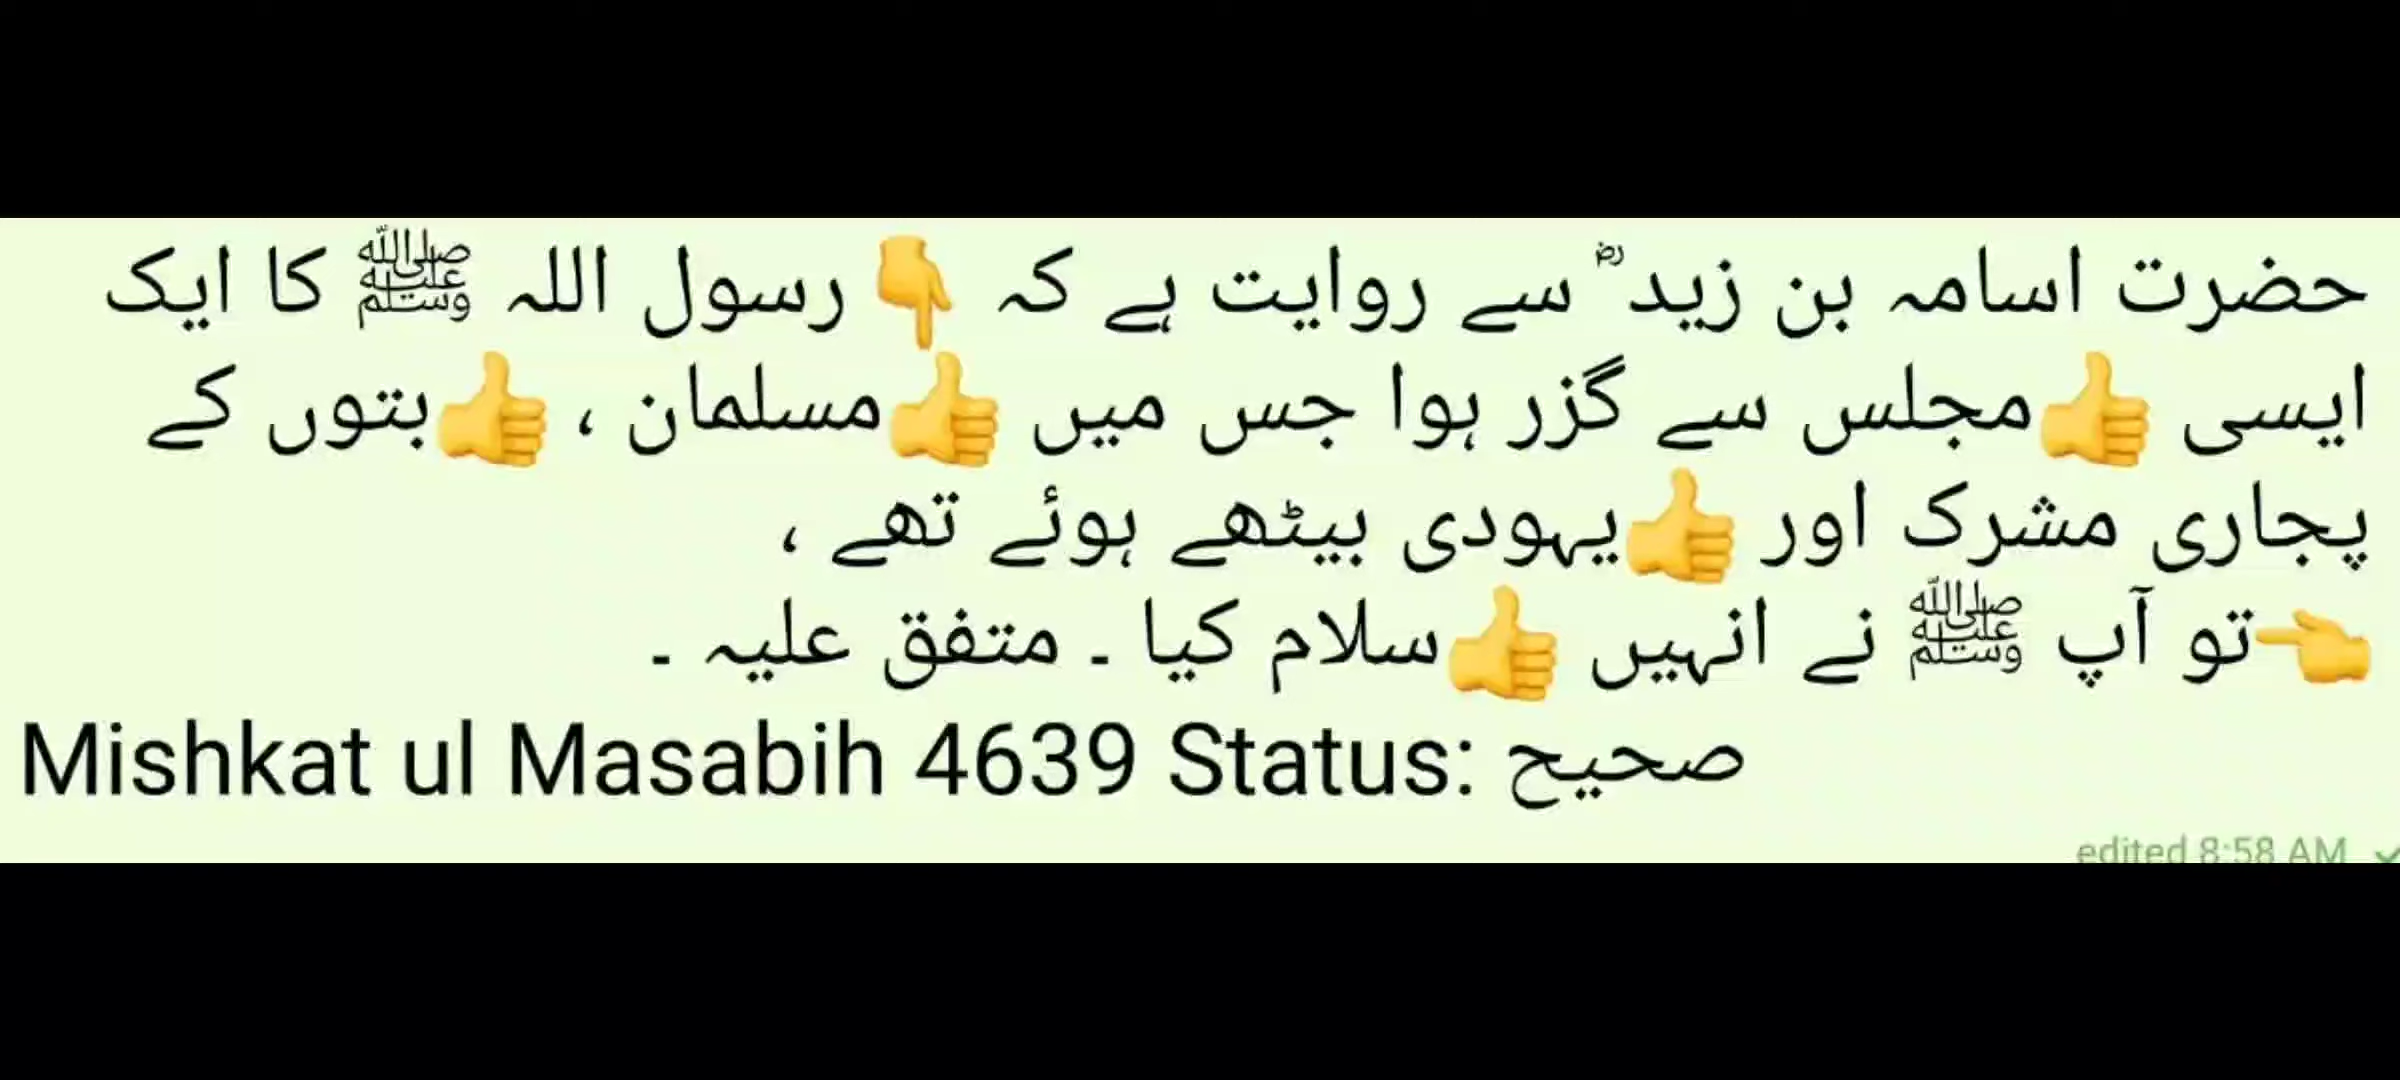 حضرت اسامہ بن زید ؓ سے روایت ہے کہ 👇رسول اللہ ﷺ کا ایک
ایسی 👍مجلس سے گزر ہوا جس میں 👍مسلمان ، 👍بتوں کے
پجاری مشرک اور 👍یہودی بیٹھے ہوئے تھے ،
👈تو آپ ﷺ نے انہیں 👍سلام کیا ۔ متفق علیہ ۔
Mishkat ul Masabih 4639 Status: صحیح
edited 8:58 AM